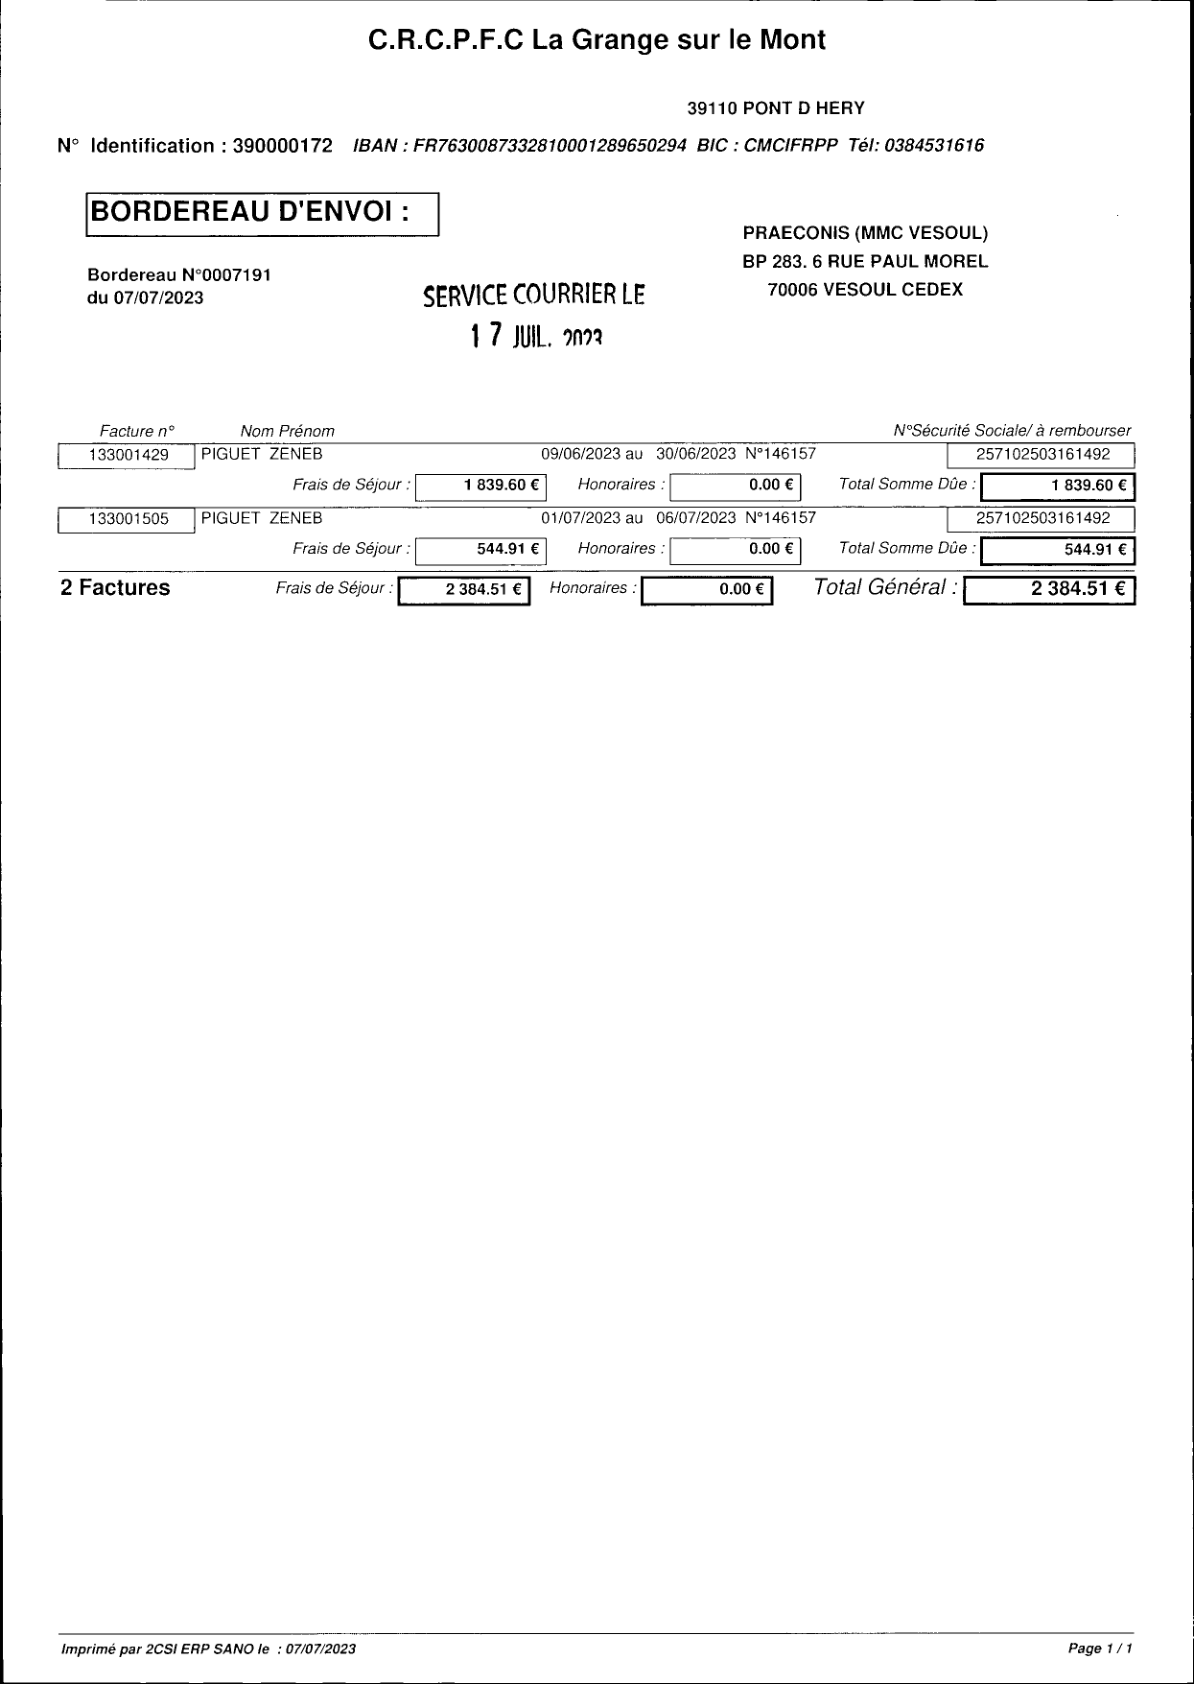 C.R.C.P.F.C La Grange sur le Mont
39110 PONT D HERY
N° Identification : 390000172 IBAN : FR7630087332810001289650294 BIC : CMCIFRPP Tél: 0384531616
BORDEREAU D'ENVOI :
PRAECONIS (MMC VESOUL)
BP 283. 6 RUE PAUL MOREL
70006 VESOUL CEDEX
Bordereau N°0007191
du 07/07/2023
SERVICE COURRIER LE
17 JUIL. 2023
Facture n° Nom Prénom N°Sécurité Sociale/ à rembourser
133001429 PIGUET ZENEB 09/06/2023 au 30/06/2023 N°146157 257102503161492
Frais de Séjour : 1 839.60 € Honoraires : 0.00 € Total Somme Dûe : 1 839.60 €
133001505 PIGUET ZENEB 01/07/2023 au 06/07/2023 N°146157 257102503161492
Frais de Séjour : 544.91 € Honoraires : 0.00 € Total Somme Dûe : 544.91 €
2 Factures Frais de Séjour : 2 384.51 € Honoraires : 0.00 € Total Général : 2 384.51 €
Imprimé par 2CSI ERP SANO le : 07/07/2023 Page 1 / 1